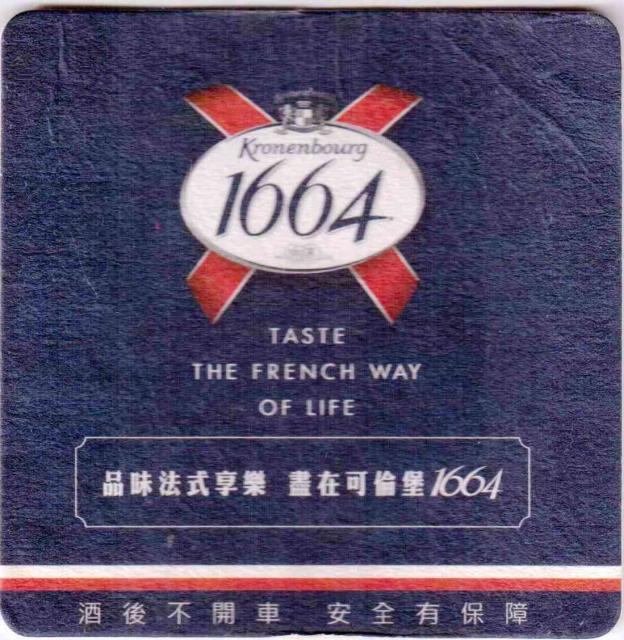 Kronenbourg
1664
TASTE
THE FRENCH WAY
OF LIFE
品味法式享樂 盡在可倫堡1664
酒後不開車 安全有保障